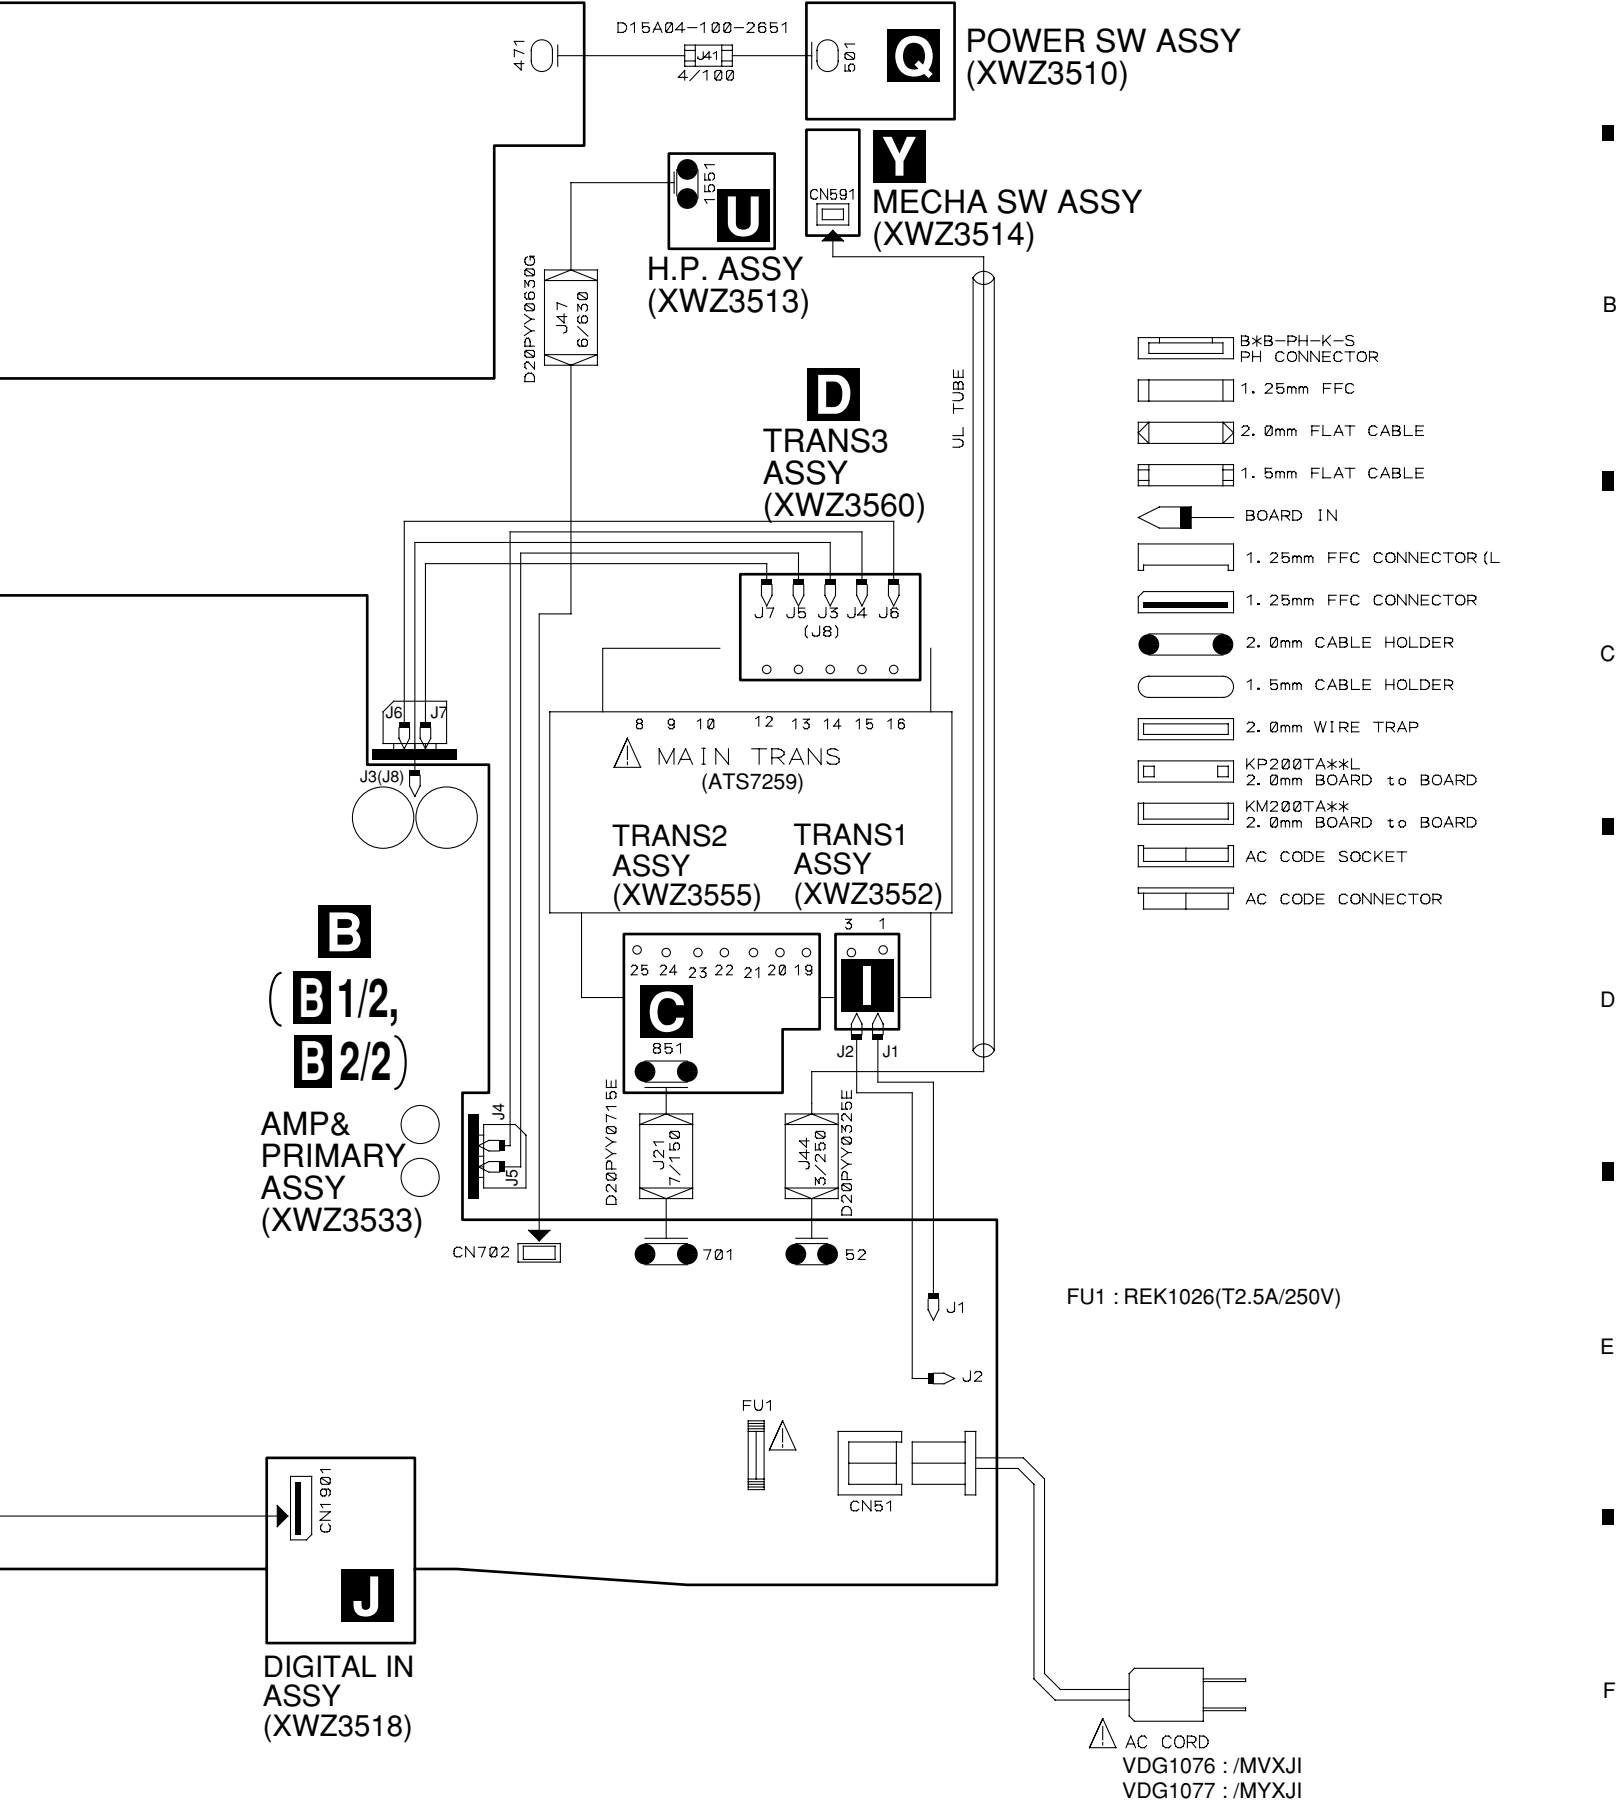 D15A04-100-2651
471
J41
4/100
501
Q
POWER SW ASSY
(XWZ3510)
Y
CN591
MECHA SW ASSY
(XWZ3514)
1551
U
H.P. ASSY
(XWZ3513)
D20PYY0630G
J47
6/630
B
B*B-PH-K-S
PH CONNECTOR
1.25mm FFC
2.0mm FLAT CABLE
1.5mm FLAT CABLE
BOARD IN
1.25mm FFC CONNECTOR(L
1.25mm FFC CONNECTOR
2.0mm CABLE HOLDER
1.5mm CABLE HOLDER
2.0mm WIRE TRAP
KP200TA**L
2.0mm BOARD to BOARD
KM200TA**
2.0mm BOARD to BOARD
AC CODE SOCKET
AC CODE CONNECTOR
UL TUBE
D
TRANS3
ASSY
(XWZ3560)
J7 J5 J3 J4 J6
(J8)
C
J6 J7
J3(J8)
8 9 10 12 13 14 15 16
MAIN TRANS
(ATS7259)
TRANS2
ASSY
(XWZ3555)
TRANS1
ASSY
(XWZ3552)
3 1
25 24 23 22 21 20 19
I
C
851
J2 J1
D
B
(B 1/2,
B 2/2)
AMP&
PRIMARY
ASSY
(XWZ3533)
J4
J5
D20PYY0715E
J21
7/150
J44
3/250
D20PYY0325E
CN702
701
52
J1
J2
FU1 : REK1026(T2.5A/250V)
E
FU1
CN51
CN1901
J
DIGITAL IN
ASSY
(XWZ3518)
F
AC CORD
VDG1076 : /MVXJI
VDG1077 : /MYXJI